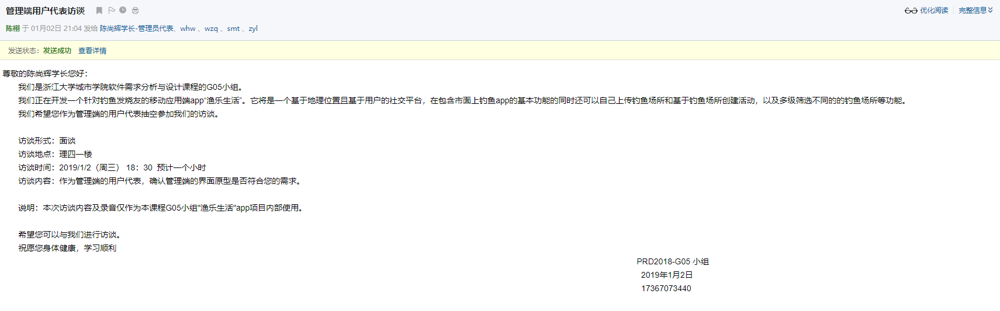 管理端用户代表访谈
优化阅读 完整信息
陈栩 于 01月02日 21:04 发给 陈尚辉学长-管理员代表、whw 、wzq 、smt 、zyl
发送状态：发送成功 查看详情
尊敬的陈尚辉学长您好：
我们是浙江大学城市学院软件需求分析与设计课程的G05小组。
我们正在开发一个针对钓鱼发烧友的移动应用端app“渔乐生活”。它将是一个基于地理位置且基于用户的社交平台，在包含市面上钓鱼app的基本功能的同时还可以自己上传钓鱼场所和基于钓鱼场所创建活动，以及多级筛选不同的的钓鱼场所等功能。
我们希望您作为管理端的用户代表抽空参加我们的访谈。
访谈形式：面谈
访谈地点：理四一楼
访谈时间：2019/1/2（周三） 18：30 预计一个小时
访谈内容：作为管理端的用户代表，确认管理端的界面原型是否符合您的需求。
说明：本次访谈内容及录音仅作为本课程G05小组"渔乐生活"app项目内部使用。
希望您可以与我们进行访谈。
祝愿您身体健康，学习顺利
PRD2018-G05 小组
2019年1月2日
17367073440